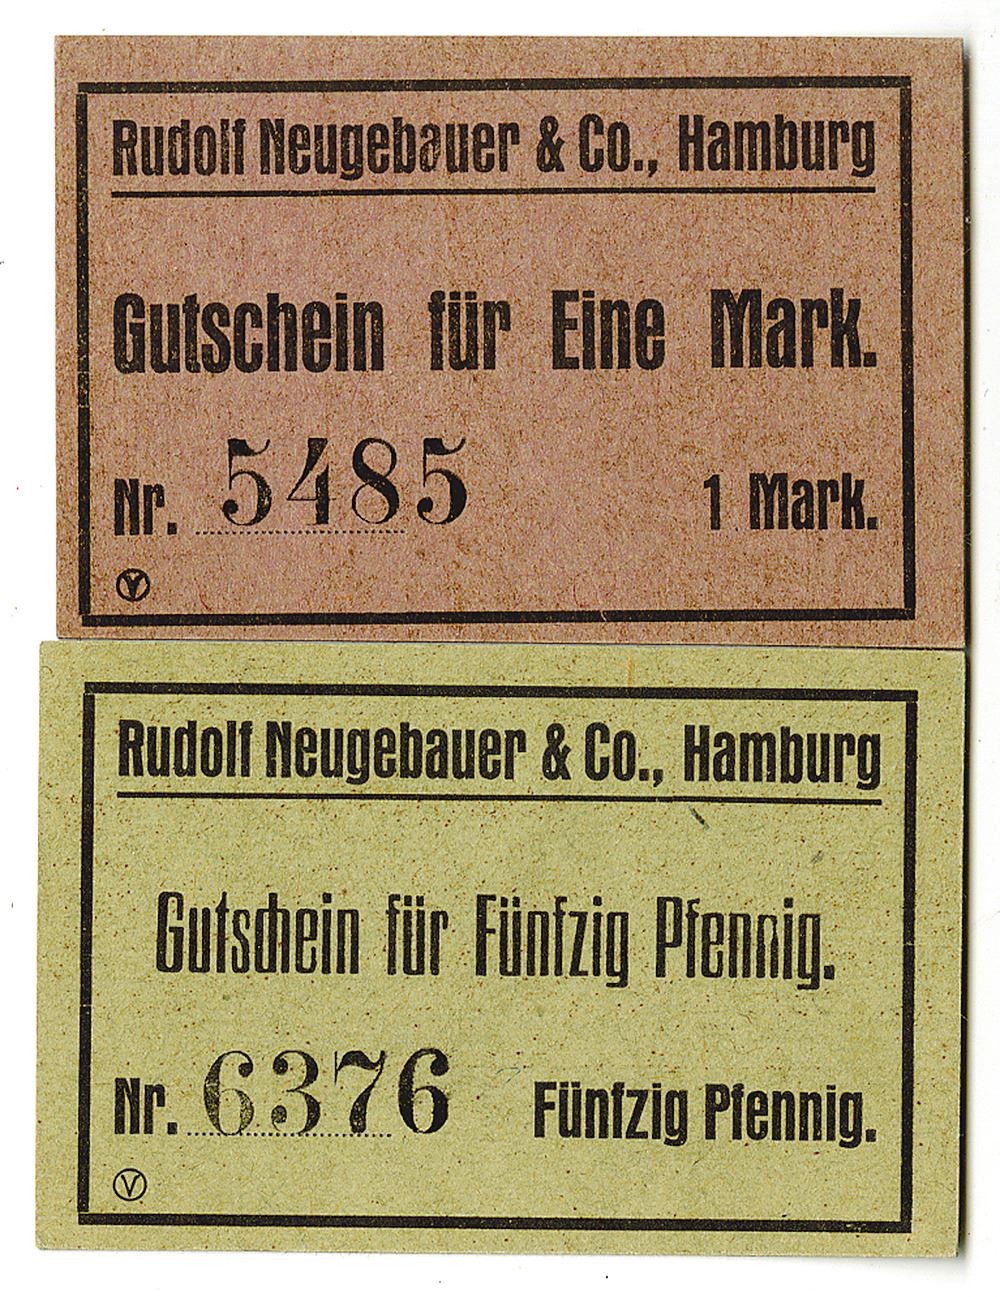 Rudolf Neugebauer & Co., Hamburg
Gutschein für Eine Mark.
Nr. 5485 1 Mark.
V
Rudolf Neugebauer & Co., Hamburg
Gutschein für Fünfzig Pfennig.
Nr. 6376 Fünfzig Pfennig.
V